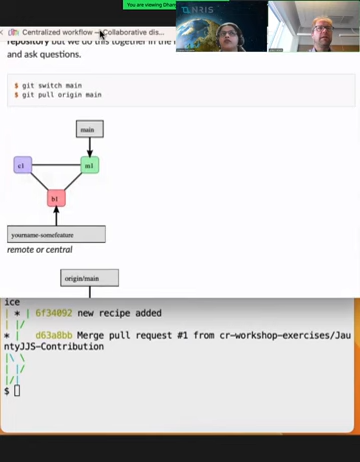 You are viewing Dhan
Centralized workflow — Collaborative dis...
repository but we do this together in the
and ask questions.
$ git switch main
$ git pull origin main
main
c1
m1
b1
yourname-somefeature
remote or central
origin/main
ice
| * | 6f34092 new recipe added
| |/
* |   d63a8bb Merge pull request #1 from cr-workshop-exercises/Jau
ntyJJS-Contribution
|\ \
| |/
|/|
$